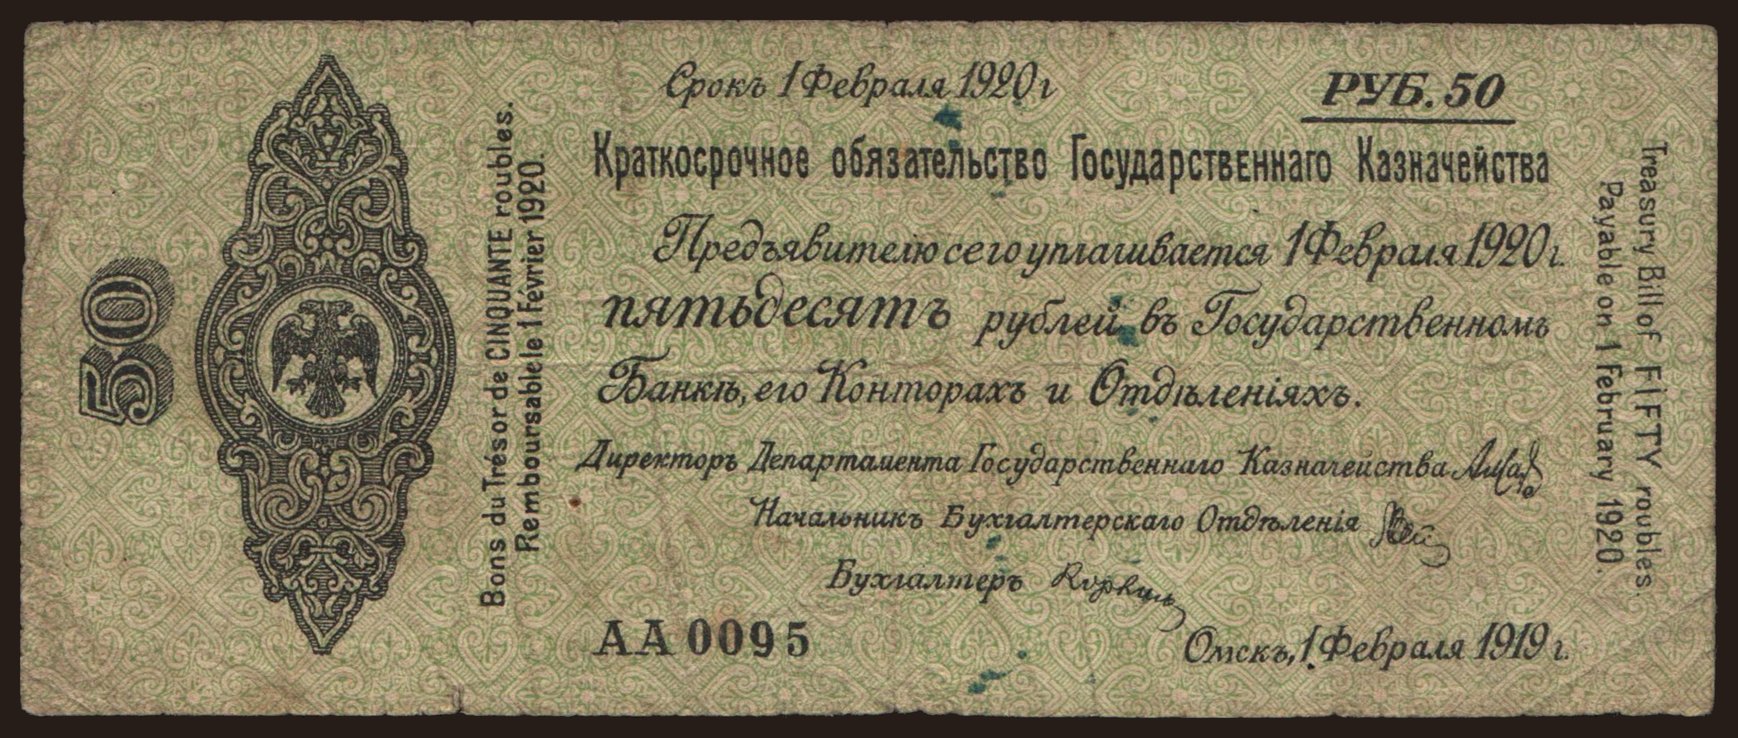 50
Bons du Trésor de CINQUANTE roubles.
Remboursable le 1 Février 1920.
Срокъ 1 Февраля 1920 г
РУБ. 50
Краткосрочное обязательство Государственнаго Казначейства
Предъявителю сего уплачивается 1 Февраля 1920 г.
пятьдесятъ рублей въ Государственномъ
Банкѣ, его Конторахъ и Отдѣленіяхъ.
Директоръ Департамента Государственнаго Казначейства
Начальникъ Бухгалтерскаго Отдѣленія
Бухгалтеръ
АА 0095
Омскъ, 1 Февраля 1919 г.
Treasury Bill of FIFTY roubles.
Payable on 1 February 1920.